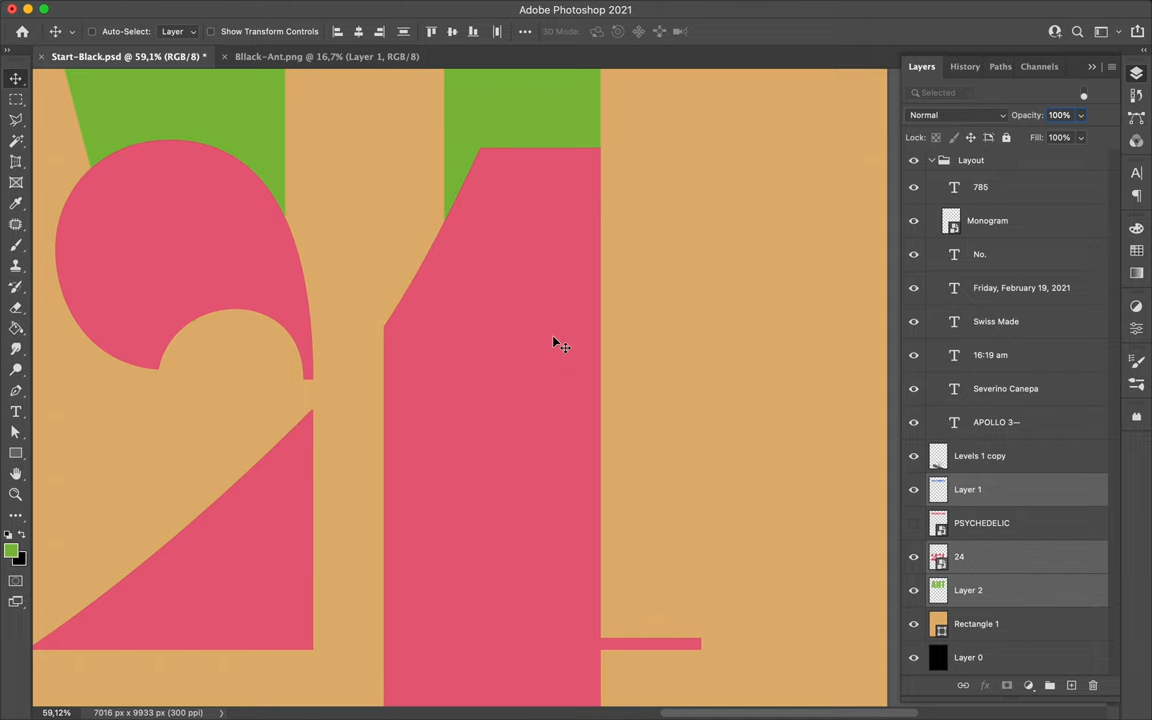 Adobe Photoshop 2021
Auto-Select: Layer Show Transform Controls 3D Mode:
Start-Black.psd @ 59,1% (RGB/8) * Black-Ant.png @ 16,7% (Layer 1, RGB/8)
Layers History Paths Channels
Selected
Normal Opacity: 100%
Lock: Fill: 100%
Layout
785
Monogram
No.
Friday, February 19, 2021
Swiss Made
16:19 am
Severino Canepa
APOLLO 3—
Levels 1 copy
Layer 1
PSYCHEDELIC
24
Layer 2
Rectangle 1
Layer 0
59,12% 7016 px x 9933 px (300 ppi)